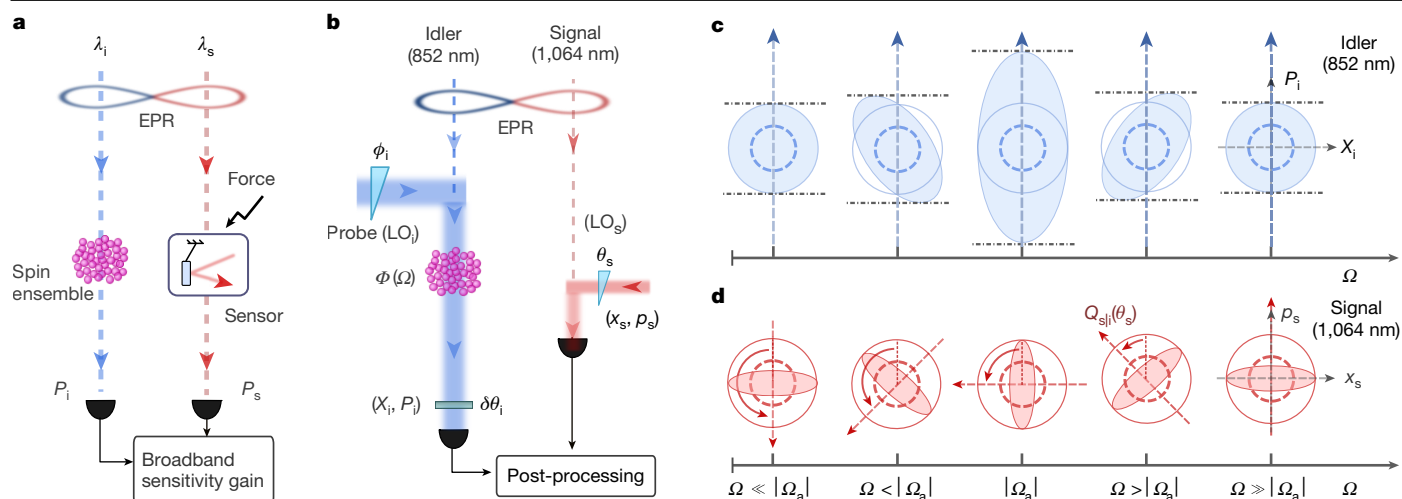 a
λi
λs
EPR
Force
Spin
ensemble
Sensor
Pi
Ps
Broadband
sensitivity gain
b
Idler
(852 nm)
Signal
(1,064 nm)
EPR
ϕi
Probe (LOi)
(LOs)
Φ(Ω)
θs
(xs, ps)
(Xi, Pi)
δθi
Post-processing
c
Idler
(852 nm)
Pi
Xi
Ω
d
Signal
(1,064 nm)
Qs|i(θs)
ps
xs
Ω ≪ |Ωa|
Ω < |Ωa|
|Ωa|
Ω > |Ωa|
Ω ≫ |Ωa|
Ω